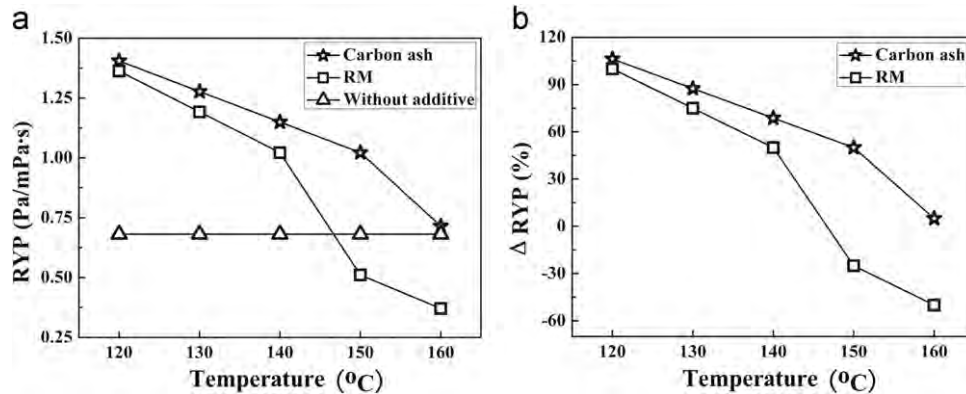 a
1.50
1.25
1.00
0.75
0.50
0.25
RYP (Pa/mPa·s)
Carbon ash
RM
Without additive
120 130 140 150 160
Temperature (ºC)
b
120
90
60
30
0
-30
-60
Δ RYP (%)
Carbon ash
RM
120 130 140 150 160
Temperature (ºC)